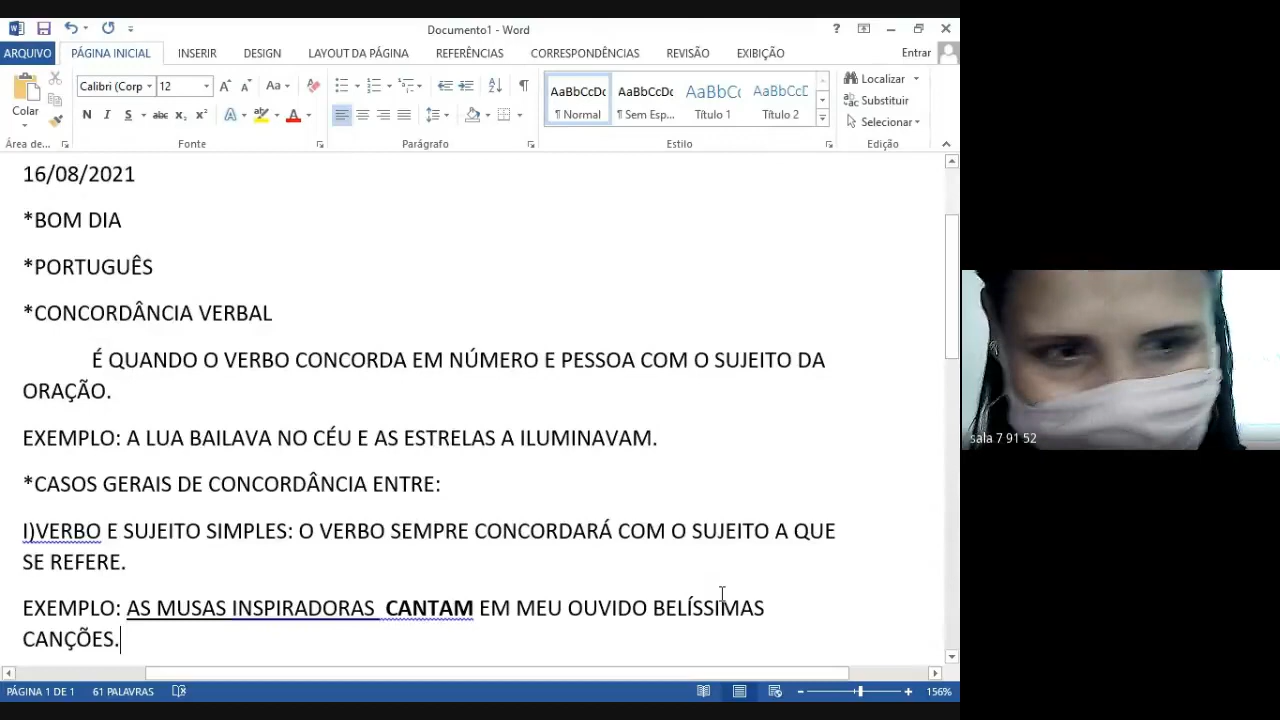 Documento1 - Word
ARQUIVO PÁGINA INICIAL INSERIR DESIGN LAYOUT DA PÁGINA REFERÊNCIAS CORRESPONDÊNCIAS REVISÃO EXIBIÇÃO Entrar
Colar
Calibri (Corp 12
Aa
N I S abc x₂ x²
AaBbCcDc AaBbCcDc AaBbC( AaBbCcE
¶ Normal ¶ Sem Esp... Título 1 Título 2
Localizar
Substituir
Selecionar
Área de... Fonte Parágrafo Estilo Edição
16/08/2021
*BOM DIA
*PORTUGUÊS
*CONCORDÂNCIA VERBAL
É QUANDO O VERBO CONCORDA EM NÚMERO E PESSOA COM O SUJEITO DA
ORAÇÃO.
EXEMPLO: A LUA BAILAVA NO CÉU E AS ESTRELAS A ILUMINAVAM.
*CASOS GERAIS DE CONCORDÂNCIA ENTRE:
I)VERBO E SUJEITO SIMPLES: O VERBO SEMPRE CONCORDARÁ COM O SUJEITO A QUE
SE REFERE.
EXEMPLO: AS MUSAS INSPIRADORAS CANTAM EM MEU OUVIDO BELÍSSIMAS
CANÇÕES.
PÁGINA 1 DE 1 61 PALAVRAS 156%
sala 7 91 52